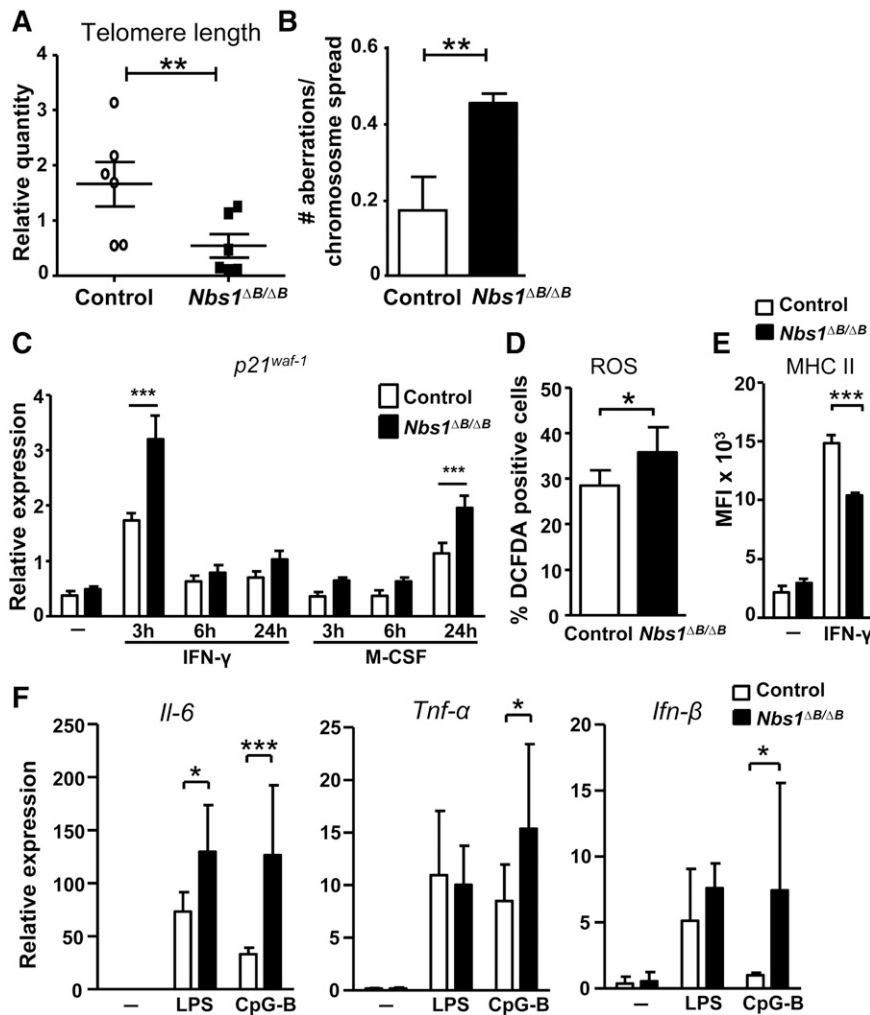 A
Telomere length
**
Relative quantity
4
3
2
1
0
Control
Nbs1ΔB/ΔB
B
**
# aberrations/
chromososme spread
0.6
0.4
0.2
0
Control Nbs1ΔB/ΔB
C
p21waf-1
Control
Nbs1ΔB/ΔB
***
***
Relative expression
4
3
2
1
0
–
3h 6h 24h 3h 6h 24h
IFN-γ M-CSF
D
ROS
*
% DCFDA positive cells
60
50
40
30
20
10
0
Control Nbs1ΔB/ΔB
Control
Nbs1ΔB/ΔB
E
MHC II
***
MFI x 10³
15
10
5
0
– IFN-γ
F
Control
Nbs1ΔB/ΔB
Il-6
* ***
Relative expression
250
200
150
100
75
50
25
0
– LPS CpG-B
Tnf-α
*
25
20
15
10
5
0
– LPS CpG-B
Ifn-β
*
20
15
10
5
0
– LPS CpG-B